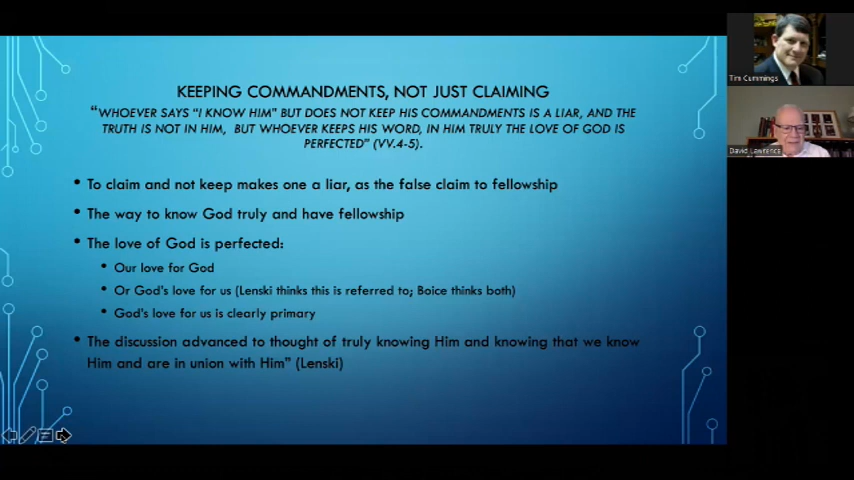 KEEPING COMMANDMENTS, NOT JUST CLAIMING
"WHOEVER SAYS "I KNOW HIM" BUT DOES NOT KEEP HIS COMMANDMENTS IS A LIAR, AND THE
TRUTH IS NOT IN HIM, BUT WHOEVER KEEPS HIS WORD, IN HIM TRULY THE LOVE OF GOD IS
PERFECTED" (VV.4-5).
• To claim and not keep makes one a liar, as the false claim to fellowship
• The way to know God truly and have fellowship
• The love of God is perfected:
• Our love for God
• Or God's love for us (Lenski thinks this is referred to; Boice thinks both)
• God's love for us is clearly primary
• The discussion advanced to thought of truly knowing Him and knowing that we know
Him and are in union with Him" (Lenski)
Tim Cummings
David Lawrence